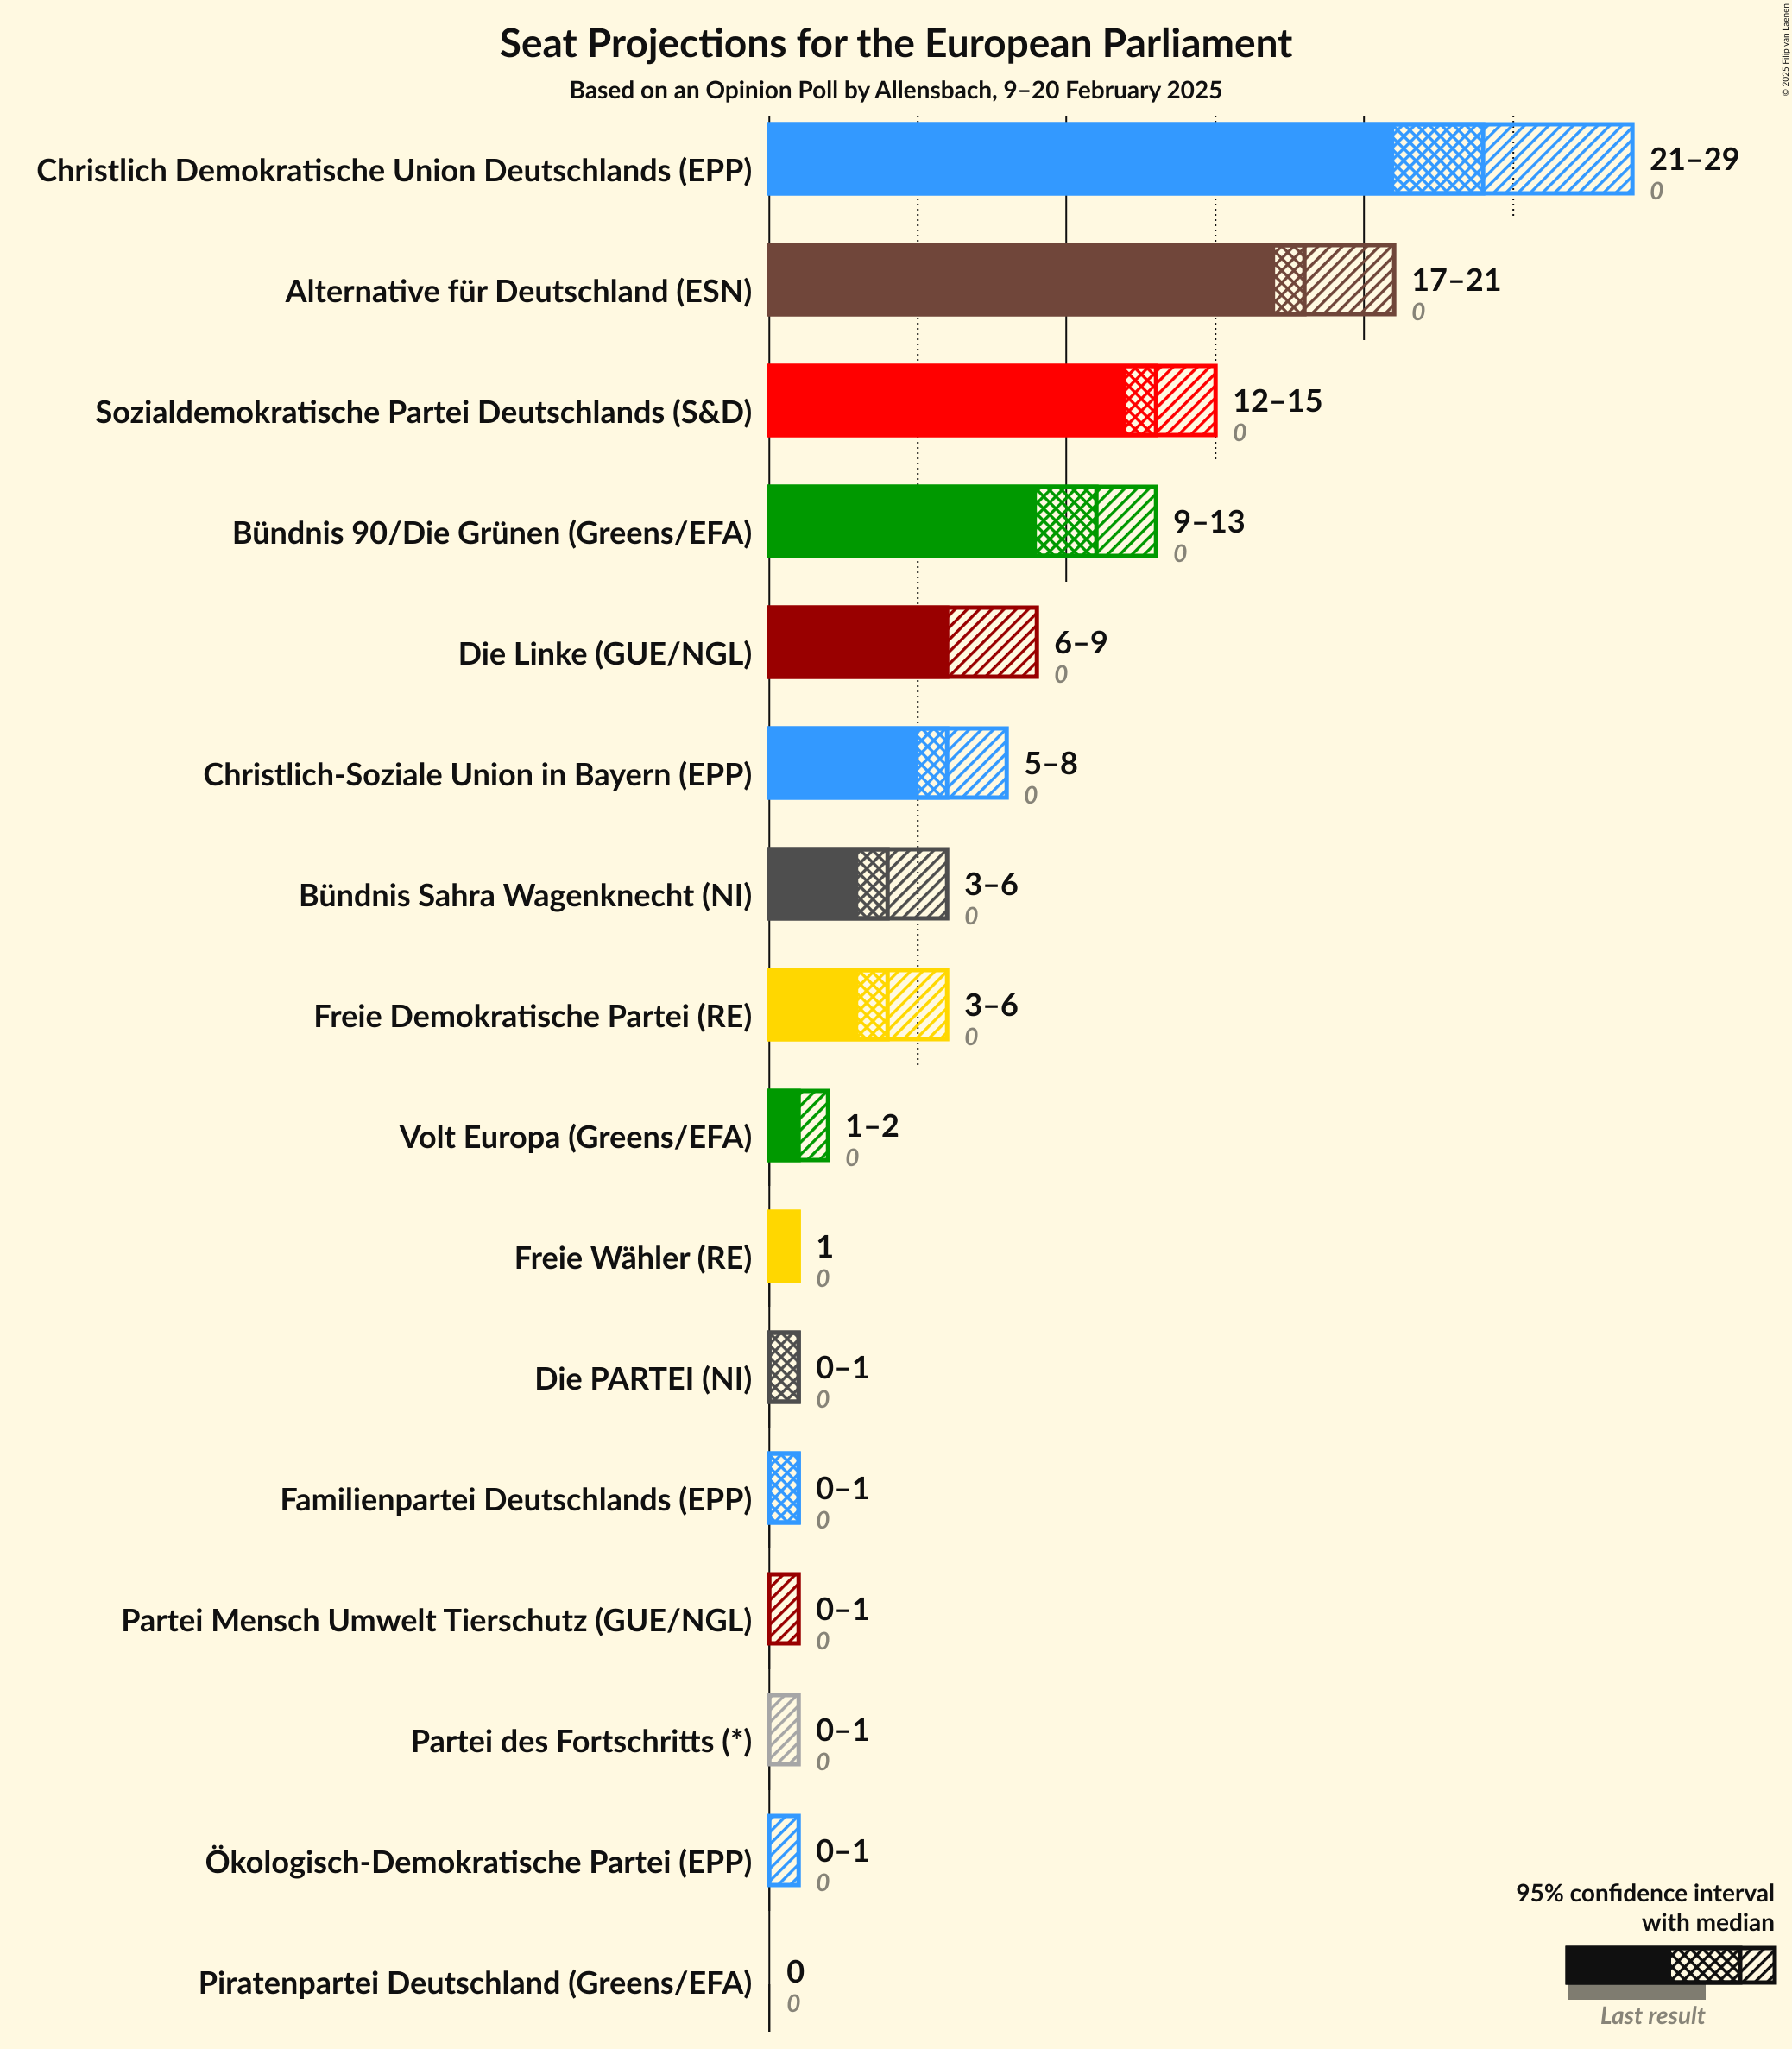 Seat Projections for the European Parliament
Based on an Opinion Poll by Allensbach, 9–20 February 2025
© 2025 Filip van Laenen
Christlich Demokratische Union Deutschlands (EPP)
21–29
0
Alternative für Deutschland (ESN)
17–21
0
Sozialdemokratische Partei Deutschlands (S&D)
12–15
0
Bündnis 90/Die Grünen (Greens/EFA)
9–13
0
Die Linke (GUE/NGL)
6–9
0
Christlich-Soziale Union in Bayern (EPP)
5–8
0
Bündnis Sahra Wagenknecht (NI)
3–6
0
Freie Demokratische Partei (RE)
3–6
0
Volt Europa (Greens/EFA)
1–2
0
Freie Wähler (RE)
1
0
Die PARTEI (NI)
0–1
0
Familienpartei Deutschlands (EPP)
0–1
0
Partei Mensch Umwelt Tierschutz (GUE/NGL)
0–1
0
Partei des Fortschritts (*)
0–1
0
Ökologisch-Demokratische Partei (EPP)
0–1
0
Piratenpartei Deutschland (Greens/EFA)
0
0
95% confidence interval
with median
Last result